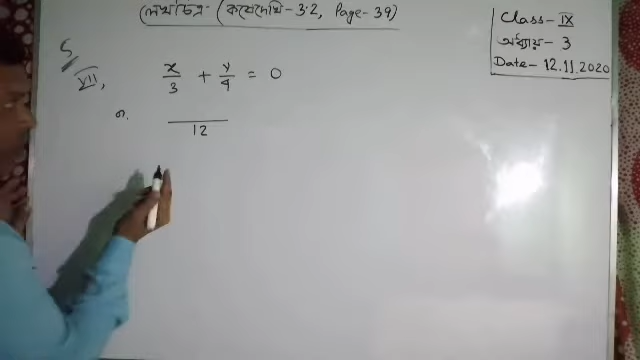 লেখচিত্র (কষেদেখি - 3.2, Page - 39)
Class - IX
অধ্যায় - 3
Date - 12.11.2020
5
VII, x/3 + y/4 = 0
বা, /12